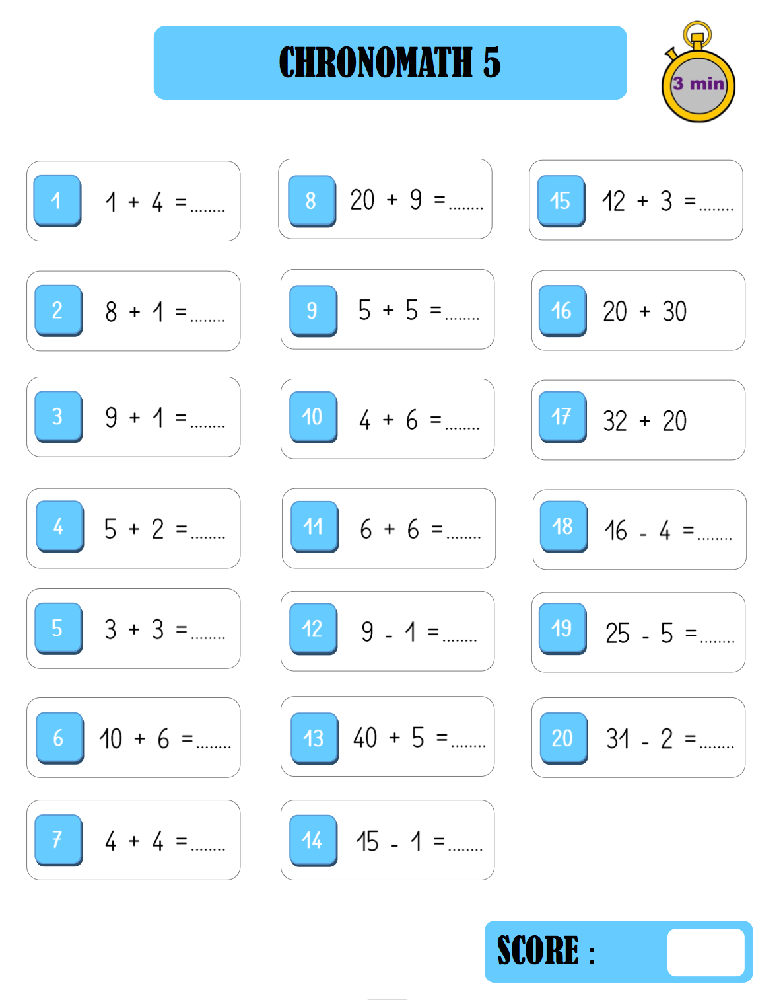 CHRONOMATH 5
3 min
1 1 + 4 =........
2 8 + 1 =........
3 9 + 1 =........
4 5 + 2 =........
5 3 + 3 =........
6 10 + 6 =........
7 4 + 4 =........
8 20 + 9 =........
9 5 + 5 =........
10 4 + 6 =........
11 6 + 6 =........
12 9 - 1 =........
13 40 + 5 =........
14 15 - 1 =........
15 12 + 3 =........
16 20 + 30
17 32 + 20
18 16 - 4 =........
19 25 - 5 =........
20 31 - 2 =........
SCORE :